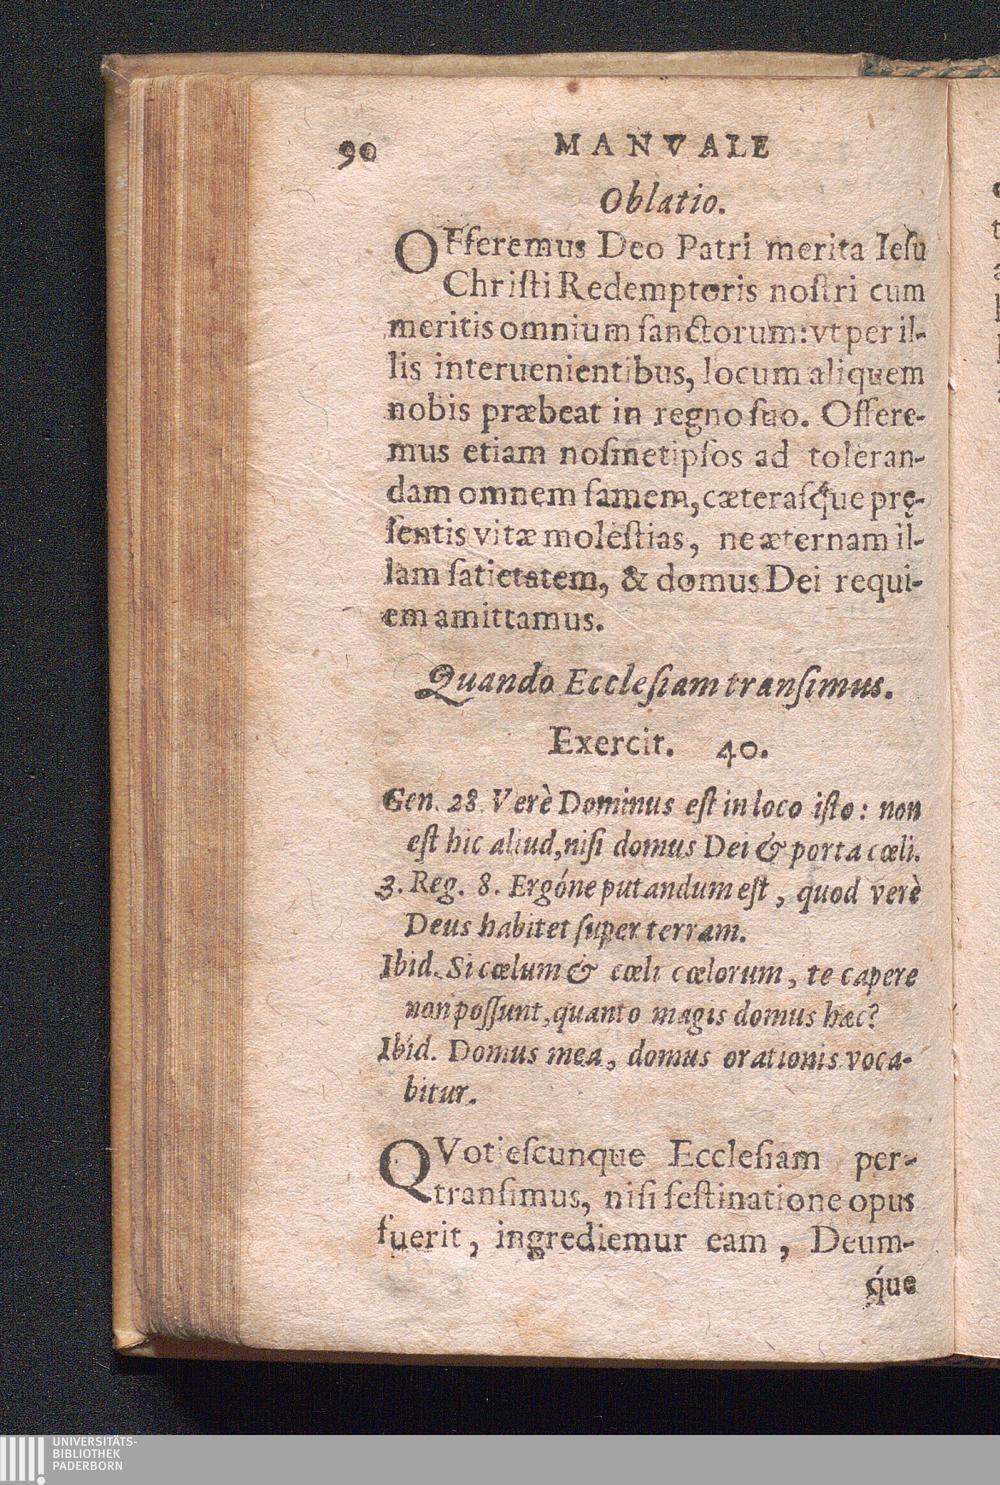 90 MANVALE
Oblatio.
OFferemus Deo Patri merita Ieſu
Chriſti Redemptoris noſtri cum
meritis omnium ſanctorum: vt per il-
lis interuenientibus, locum aliquem
nobis præbeat in regno ſuo. Offere-
mus etiam noſmetipſos ad toleran-
dam omnem famem, cæteraſq́ue prę-
ſentis vitæ moleſtias, ne æternam il-
lam ſatietatem, & domus Dei requi-
em amittamus.
Quando Eccleſiam tranſimus.
Exercit. 40.
Gen. 28. Verè Dominus eſt in loco iſto: non
eſt hic aliud, niſi domus Dei & porta cœli.
3. Reg. 8. Ergóne putandum eſt, quod verè
Deus habitet ſuper terram.
Ibid. Si cœlum & cœli cœlorum, te capere
non poſſunt, quanto magis domus hæc?
Ibid. Domus mea, domus orationis voca-
bitur.
QVotieſcunque Eccleſiam per-
tranſimus, niſi feſtinatione opus
fuerit, ingrediemur eam, Deum-
q́ue
UNIVERSITÄTS-
BIBLIOTHEK
PADERBORN